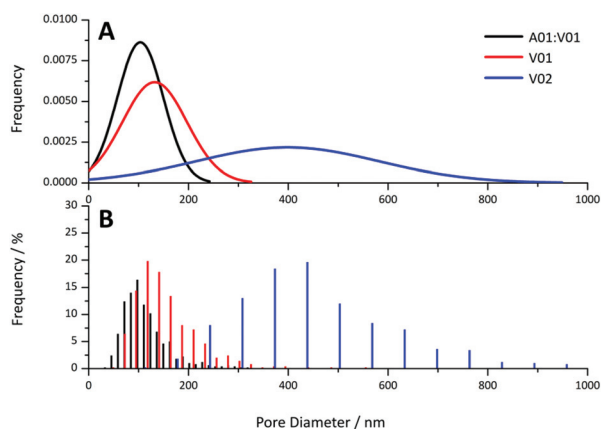 A
A01:V01
V01
V02
Frequency
0.0100
0.0075
0.0050
0.0025
0.0000
0 200 400 600 800 1000
B
Frequency / %
30
25
20
15
10
5
0
0 200 400 600 800 1000
Pore Diameter / nm